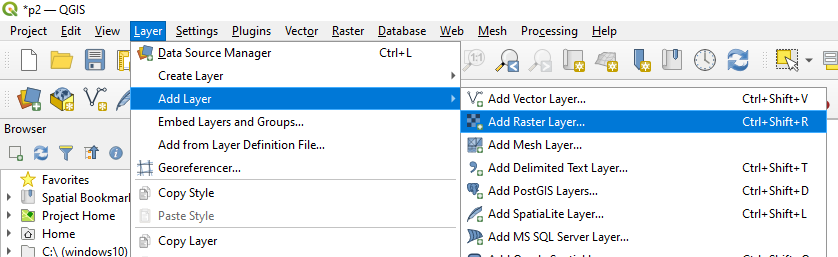 *p2 — QGIS
Project Edit View Layer Settings Plugins Vector Raster Database Web Mesh Processing Help
1:1
Data Source Manager Ctrl+L
Create Layer
Add Layer
Embed Layers and Groups...
Add from Layer Definition File...
Georeferencer...
Copy Style
Paste Style
Copy Layer
Add Vector Layer... Ctrl+Shift+V
Add Raster Layer... Ctrl+Shift+R
Add Mesh Layer...
Add Delimited Text Layer... Ctrl+Shift+T
Add PostGIS Layers... Ctrl+Shift+D
Add SpatiaLite Layer... Ctrl+Shift+L
Add MS SQL Server Layer...
Browser
Favorites
Spatial Bookmar
Project Home
Home
C:\ (windows10)